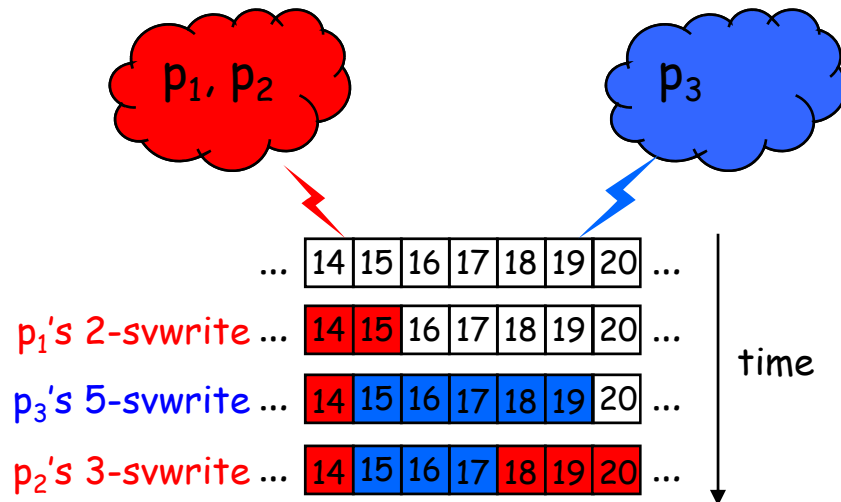 p₁, p₂
p₃
... 14 15 16 17 18 19 20 ...
p₁'s 2-svwrite ... 14 15 16 17 18 19 20 ...
time
p₃'s 5-svwrite ... 14 15 16 17 18 19 20 ...
p₂'s 3-svwrite ... 14 15 16 17 18 19 20 ...